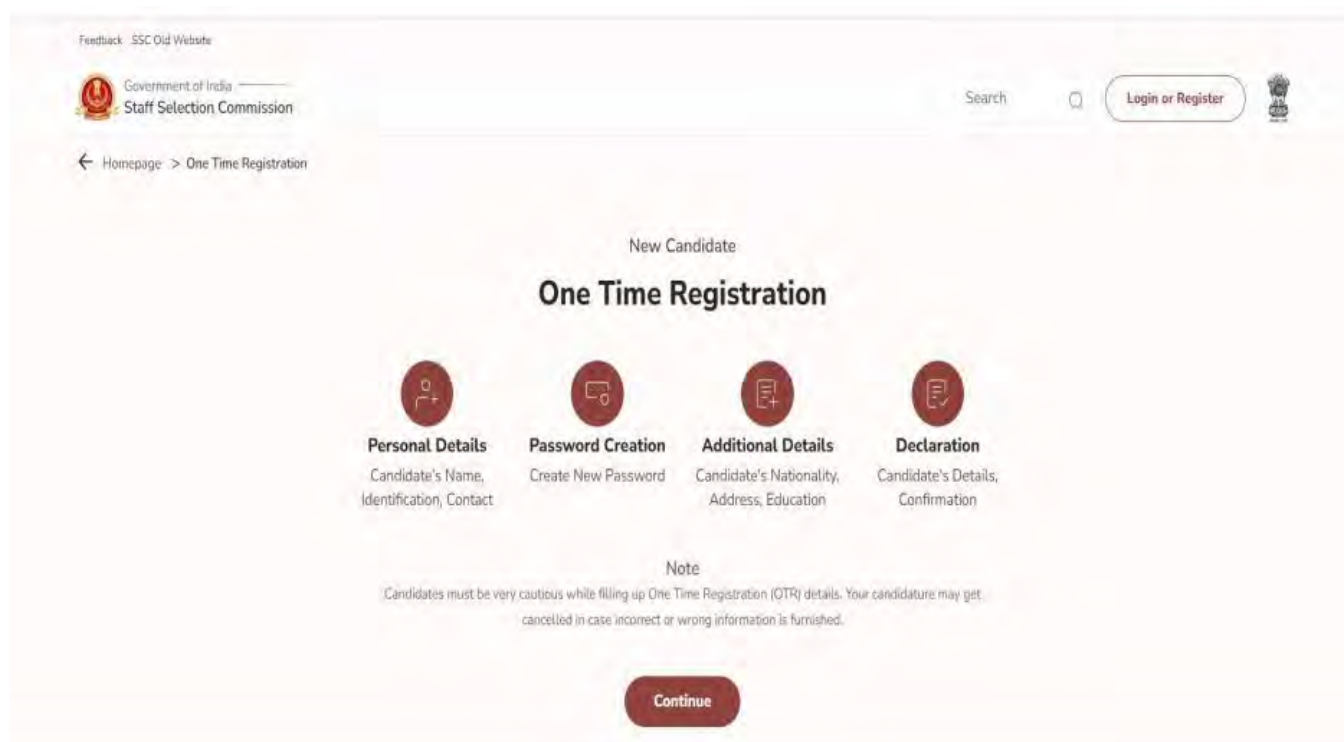 Feedback SSC Old Website
Government of India
Staff Selection Commission
Search
Login or Register
← Homepage > One Time Registration
New Candidate
One Time Registration
Personal Details
Candidate's Name,
Identification, Contact
Password Creation
Create New Password
Additional Details
Candidate's Nationality,
Address, Education
Declaration
Candidate's Details,
Confirmation
Note
Candidates must be very cautious while filling up One Time Registration (OTR) details. Your candidature may get
cancelled in case incorrect or wrong information is furnished.
Continue